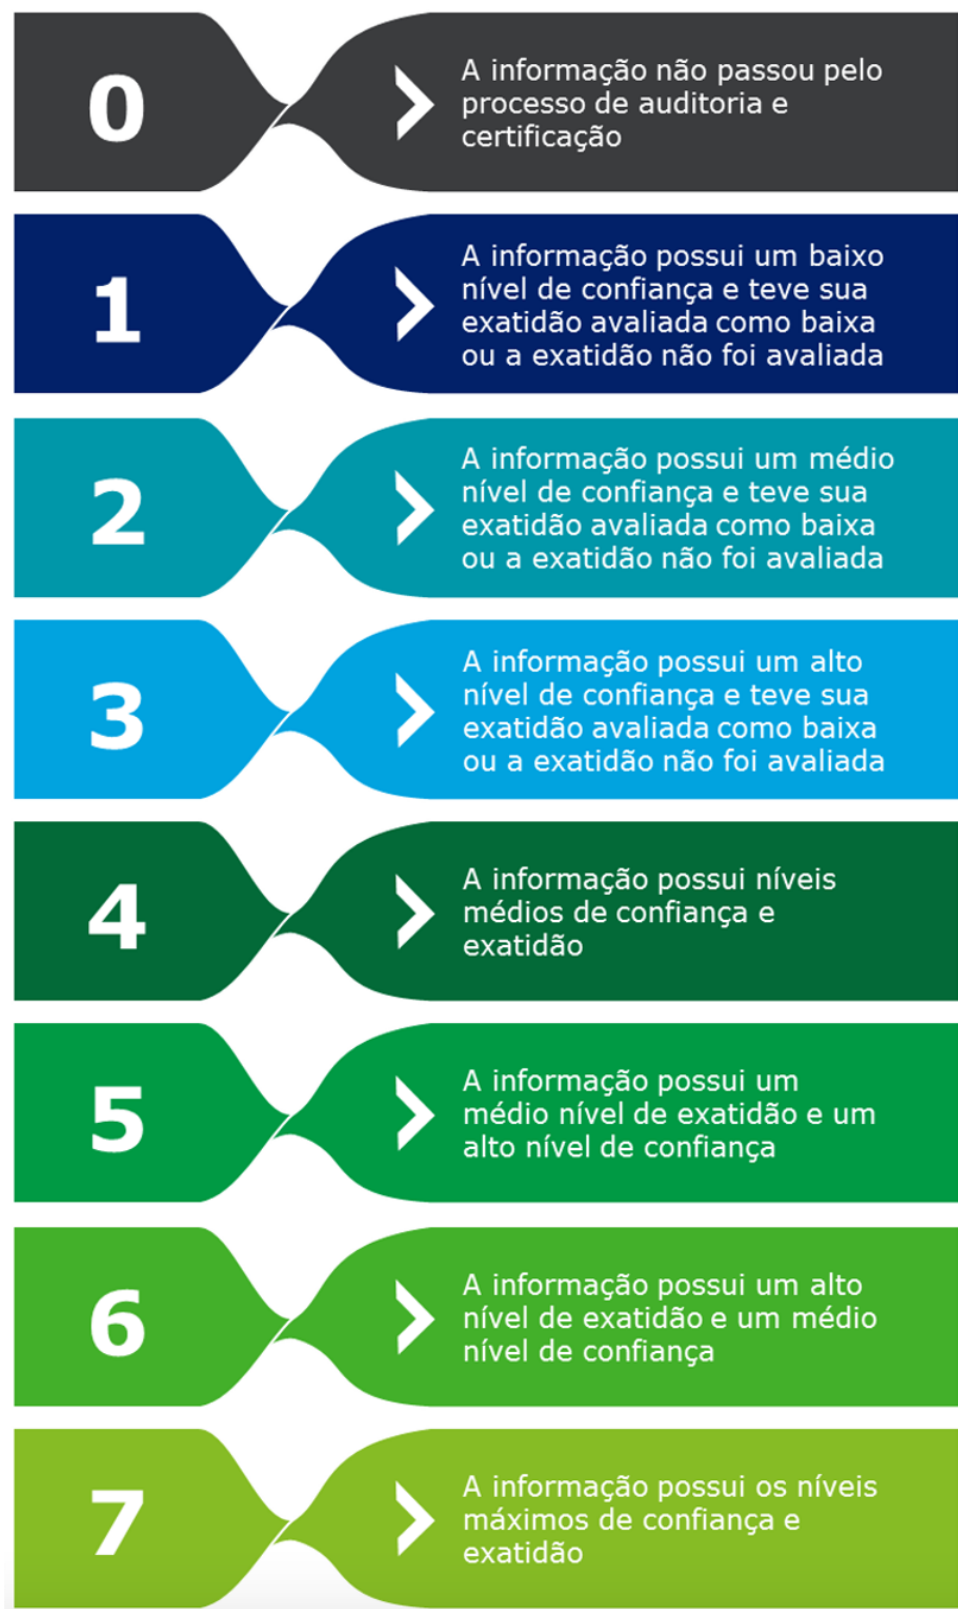 0
A informação não passou pelo
processo de auditoria e
certificação
1
A informação possui um baixo
nível de confiança e teve sua
exatidão avaliada como baixa
ou a exatidão não foi avaliada
2
A informação possui um médio
nível de confiança e teve sua
exatidão avaliada como baixa
ou a exatidão não foi avaliada
3
A informação possui um alto
nível de confiança e teve sua
exatidão avaliada como baixa
ou a exatidão não foi avaliada
4
A informação possui níveis
médios de confiança e
exatidão
5
A informação possui um
médio nível de exatidão e um
alto nível de confiança
6
A informação possui um alto
nível de exatidão e um médio
nível de confiança
7
A informação possui os níveis
máximos de confiança e
exatidão